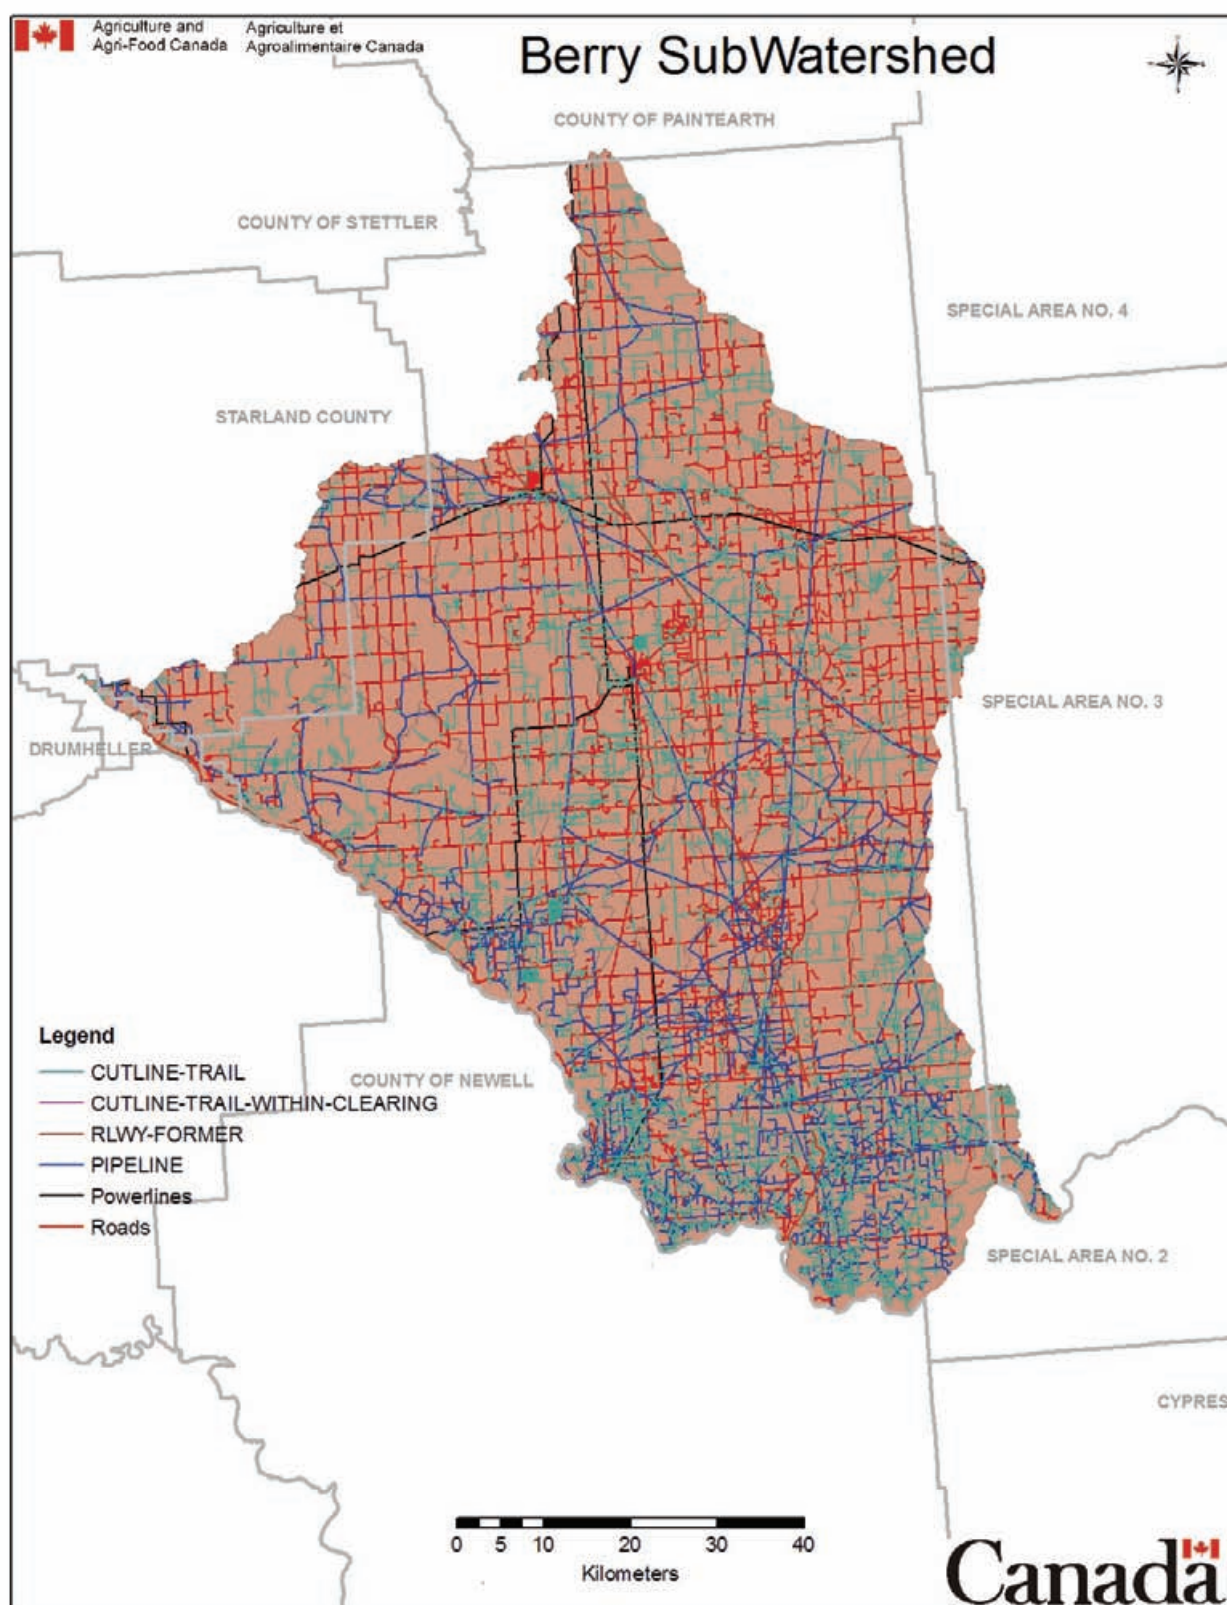 Agriculture and
Agri-Food Canada
Agriculture et
Agroalimentaire Canada
Berry SubWatershed
COUNTY OF PAINTEARTH
COUNTY OF STETTLER
SPECIAL AREA NO. 4
STARLAND COUNTY
SPECIAL AREA NO. 3
DRUMHELLER
Legend
CUTLINE-TRAIL
CUTLINE-TRAIL-WITHIN-CLEARING
RLWY-FORMER
PIPELINE
Powerlines
Roads
COUNTY OF NEWELL
SPECIAL AREA NO. 2
CYPRES
0 5 10 20 30 40
Kilometers
Canada